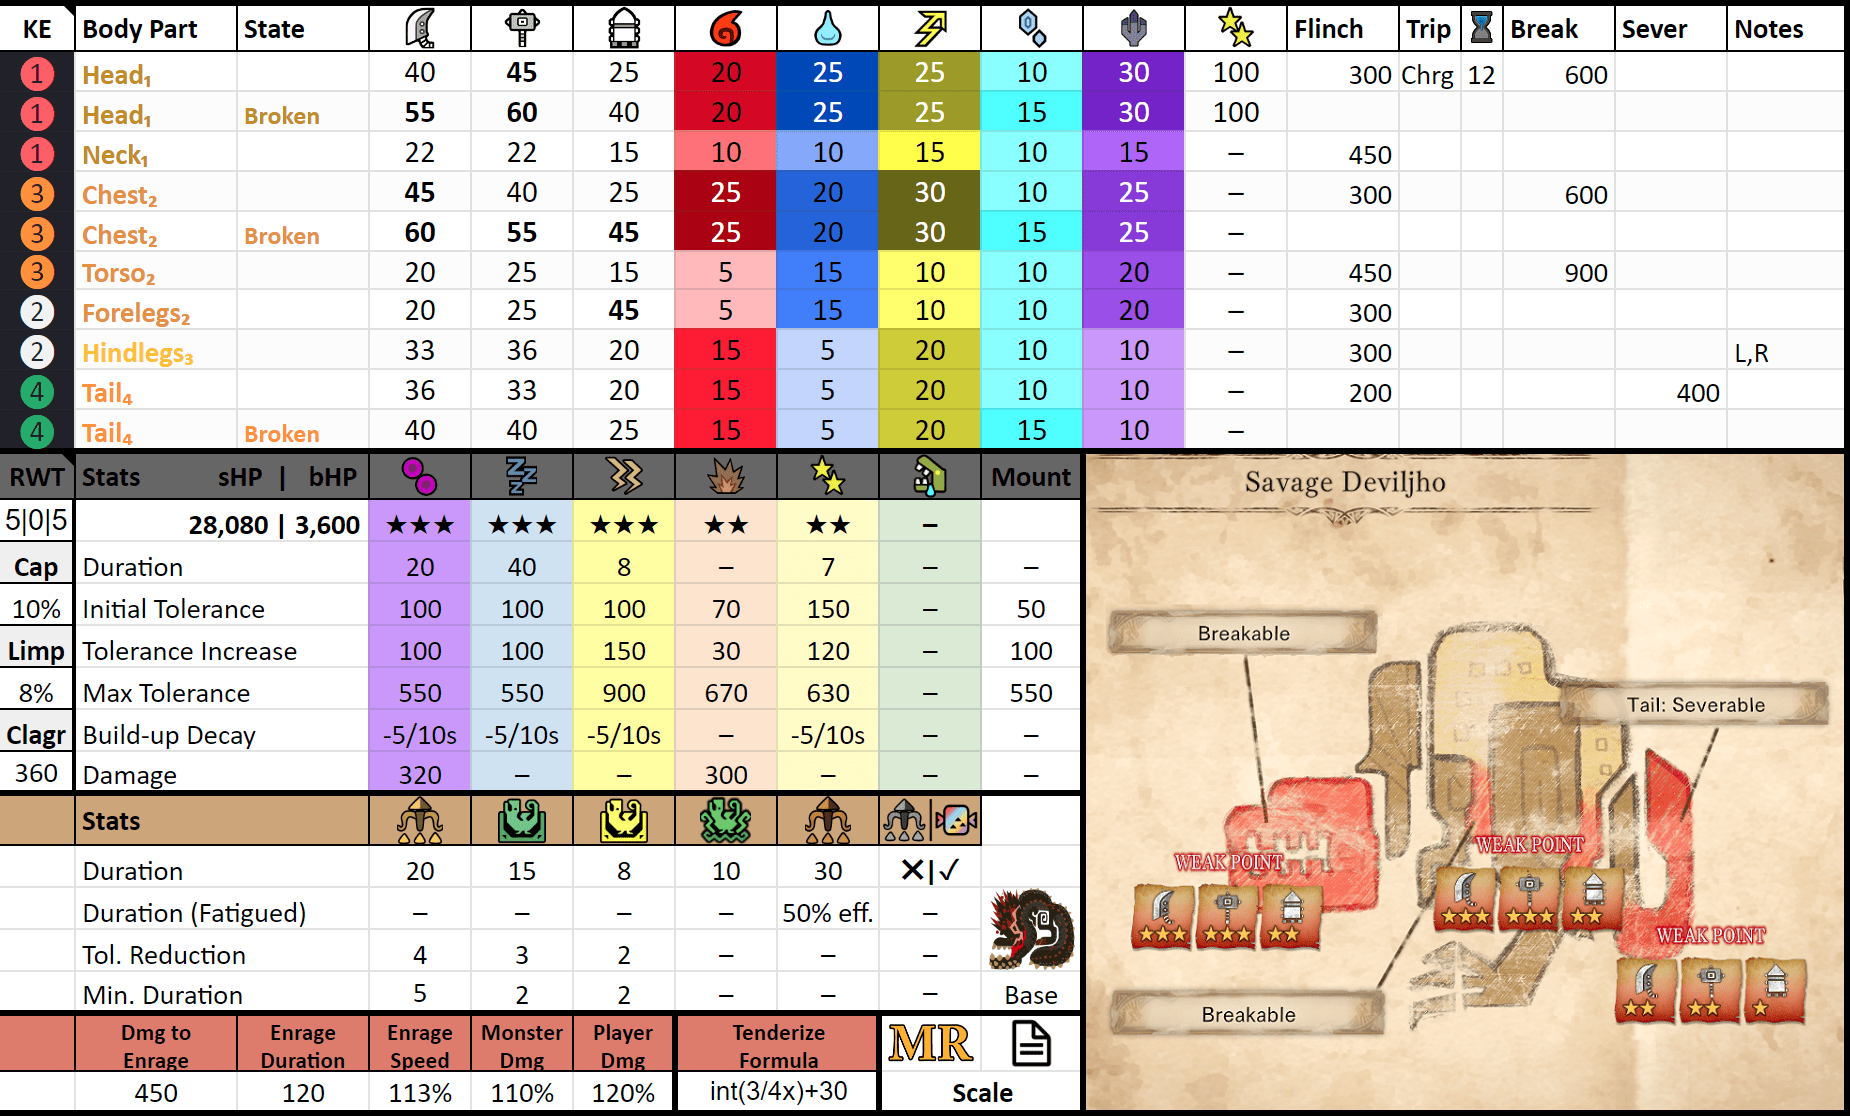 KE Body Part State Flinch Trip Break Sever Notes
1 Head₁ 40 45 25 20 25 25 10 30 100 300 Chrg 12 600
1 Head₁ Broken 55 60 40 20 25 25 15 30 100
1 Neck₁ 22 22 15 10 10 15 10 15 – 450
3 Chest₂ 45 40 25 25 20 30 10 25 – 300 600
3 Chest₂ Broken 60 55 45 25 20 30 15 25 –
3 Torso₂ 20 25 15 5 15 10 10 20 – 450 900
2 Forelegs₂ 20 25 45 5 15 10 10 20 – 300
2 Hindlegs₃ 33 36 20 15 5 20 10 10 – 300 L,R
4 Tail₄ 36 33 20 15 5 20 10 10 – 200 400
4 Tail₄ Broken 40 40 25 15 5 20 15 10 –
RWT Stats sHP | bHP Mount
5|0|5 28,080 | 3,600 ★★★ ★★★ ★★★ ★★ ★★ –
Cap Duration 20 40 8 – 7 – –
10% Initial Tolerance 100 100 100 70 150 – 50
Limp Tolerance Increase 100 100 150 30 120 – 100
8% Max Tolerance 550 550 900 670 630 – 550
Clagr Build-up Decay -5/10s -5/10s -5/10s – -5/10s – –
360 Damage 320 – – 300 – – –
Stats
Duration 20 15 8 10 30 ✕|✓
Duration (Fatigued) – – – – 50% eff. –
Tol. Reduction 4 3 2 – – –
Min. Duration 5 2 2 – – – Base
Dmg to Enrage Enrage Duration Enrage Speed Monster Dmg Player Dmg Tenderize Formula MR
450 120 113% 110% 120% int(3/4x)+30 Scale
Savage Deviljho
Breakable
Tail: Severable
WEAK POINT
WEAK POINT
WEAK POINT
Breakable